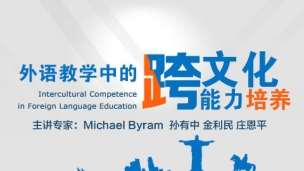 外语教学中的跨文化
Intercultural Competence
in Foreign Language Education
能力培养
主讲专家：Michael Byram 孙有中 金利民 庄恩平